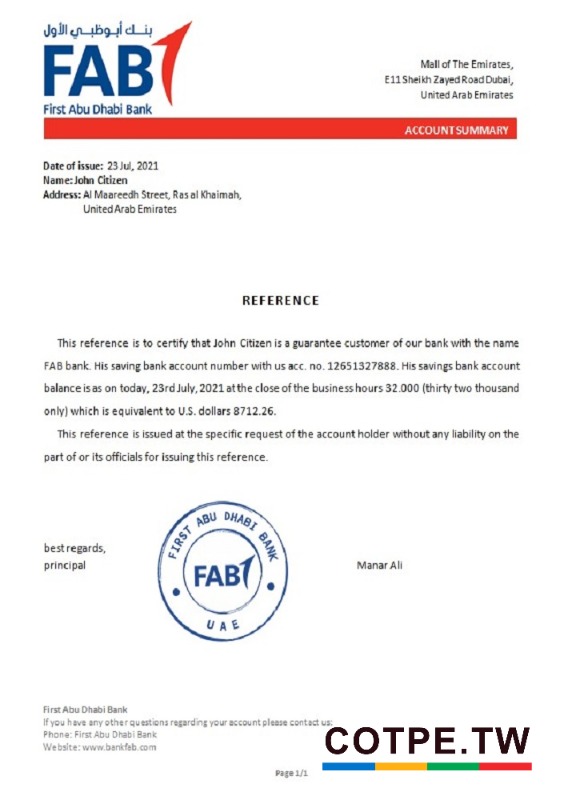 بنك أبوظبي الأول
FAB
First Abu Dhabi Bank
Mall of The Emirates,
E11 Sheikh Zayed Road Dubai,
United Arab Emirates
ACCOUNT SUMMARY
Date of issue: 23 Jul, 2021
Name: John Citizen
Address: Al Maareedh Street, Ras al Khaimah,
United Arab Emirates
REFERENCE
This reference is to certify that John Citizen is a guarantee customer of our bank with the name
FAB bank. His saving bank account number with us acc. no. 12651327888. His savings bank account
balance is as on today, 23rd July, 2021 at the close of the business hours 32.000 (thirty two thousand
only) which is equivalent to U.S. dollars 8712.26.
This reference is issued at the specific request of the account holder without any liability on the
part of or its officials for issuing this reference.
best regards,
principal
FIRST ABU DHABI BANK
FAB
UAE
Manar Ali
First Abu Dhabi Bank
If you have any other questions regarding your account please contact us:
Phone: First Abu Dhabi Bank
Website: www.bankfab.com
COTPE.TW
Page 1/1